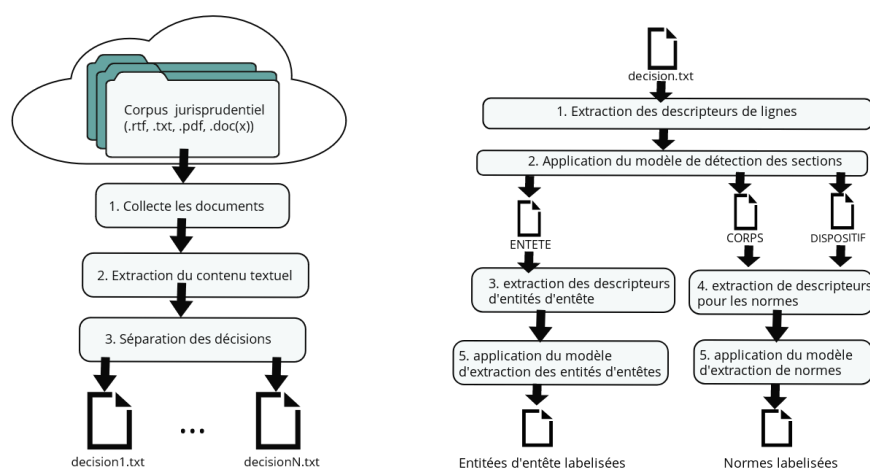 Corpus jurisprudentiel
(.rtf, .txt, .pdf, .doc(x))
1. Collecte les documents
2. Extraction du contenu textuel
3. Séparation des décisions
...
decision1.txt
decisionN.txt
decision.txt
1. Extraction des descripteurs de lignes
2. Application du modèle de détection des sections
ENTETE
CORPS
DISPOSITIF
3. extraction des descripteurs
d'entités d'entête
4. extraction de descripteurs
pour les normes
5. application du modèle
d'extraction des entités d'entêtes
5. application du modèle
d'extraction de normes
Entitées d'entête labelisées
Normes labelisées